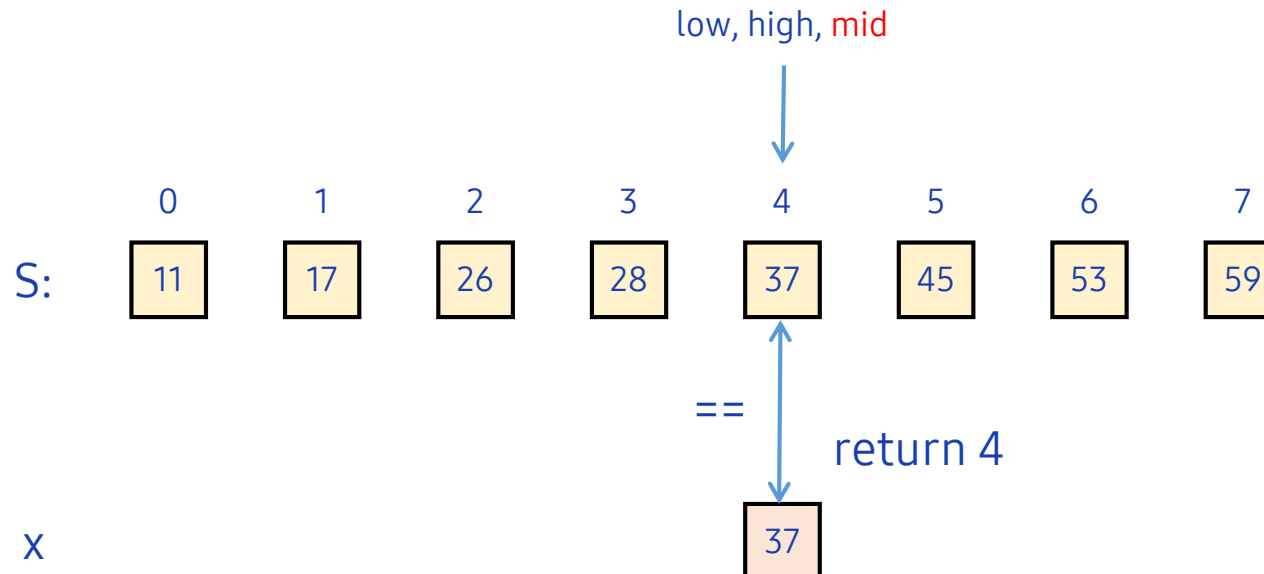 low, high, mid
0 1 2 3 4 5 6 7
S: 11 17 26 28 37 45 53 59
==
return 4
x 37